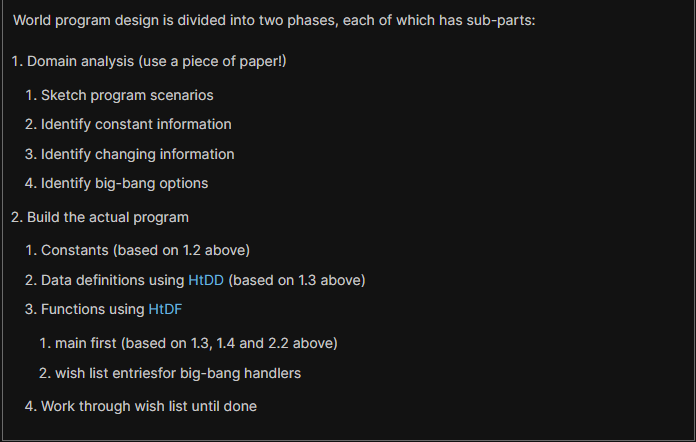 World program design is divided into two phases, each of which has sub-parts:
1. Domain analysis (use a piece of paper!)
1. Sketch program scenarios
2. Identify constant information
3. Identify changing information
4. Identify big-bang options
2. Build the actual program
1. Constants (based on 1.2 above)
2. Data definitions using HtDD (based on 1.3 above)
3. Functions using HtDF
1. main first (based on 1.3, 1.4 and 2.2 above)
2. wish list entriesfor big-bang handlers
4. Work through wish list until done